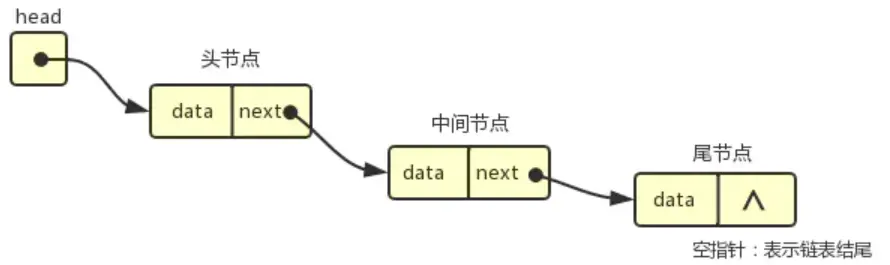 head
头节点
data next
中间节点
data next
尾节点
data ∧
空指针：表示链表结尾